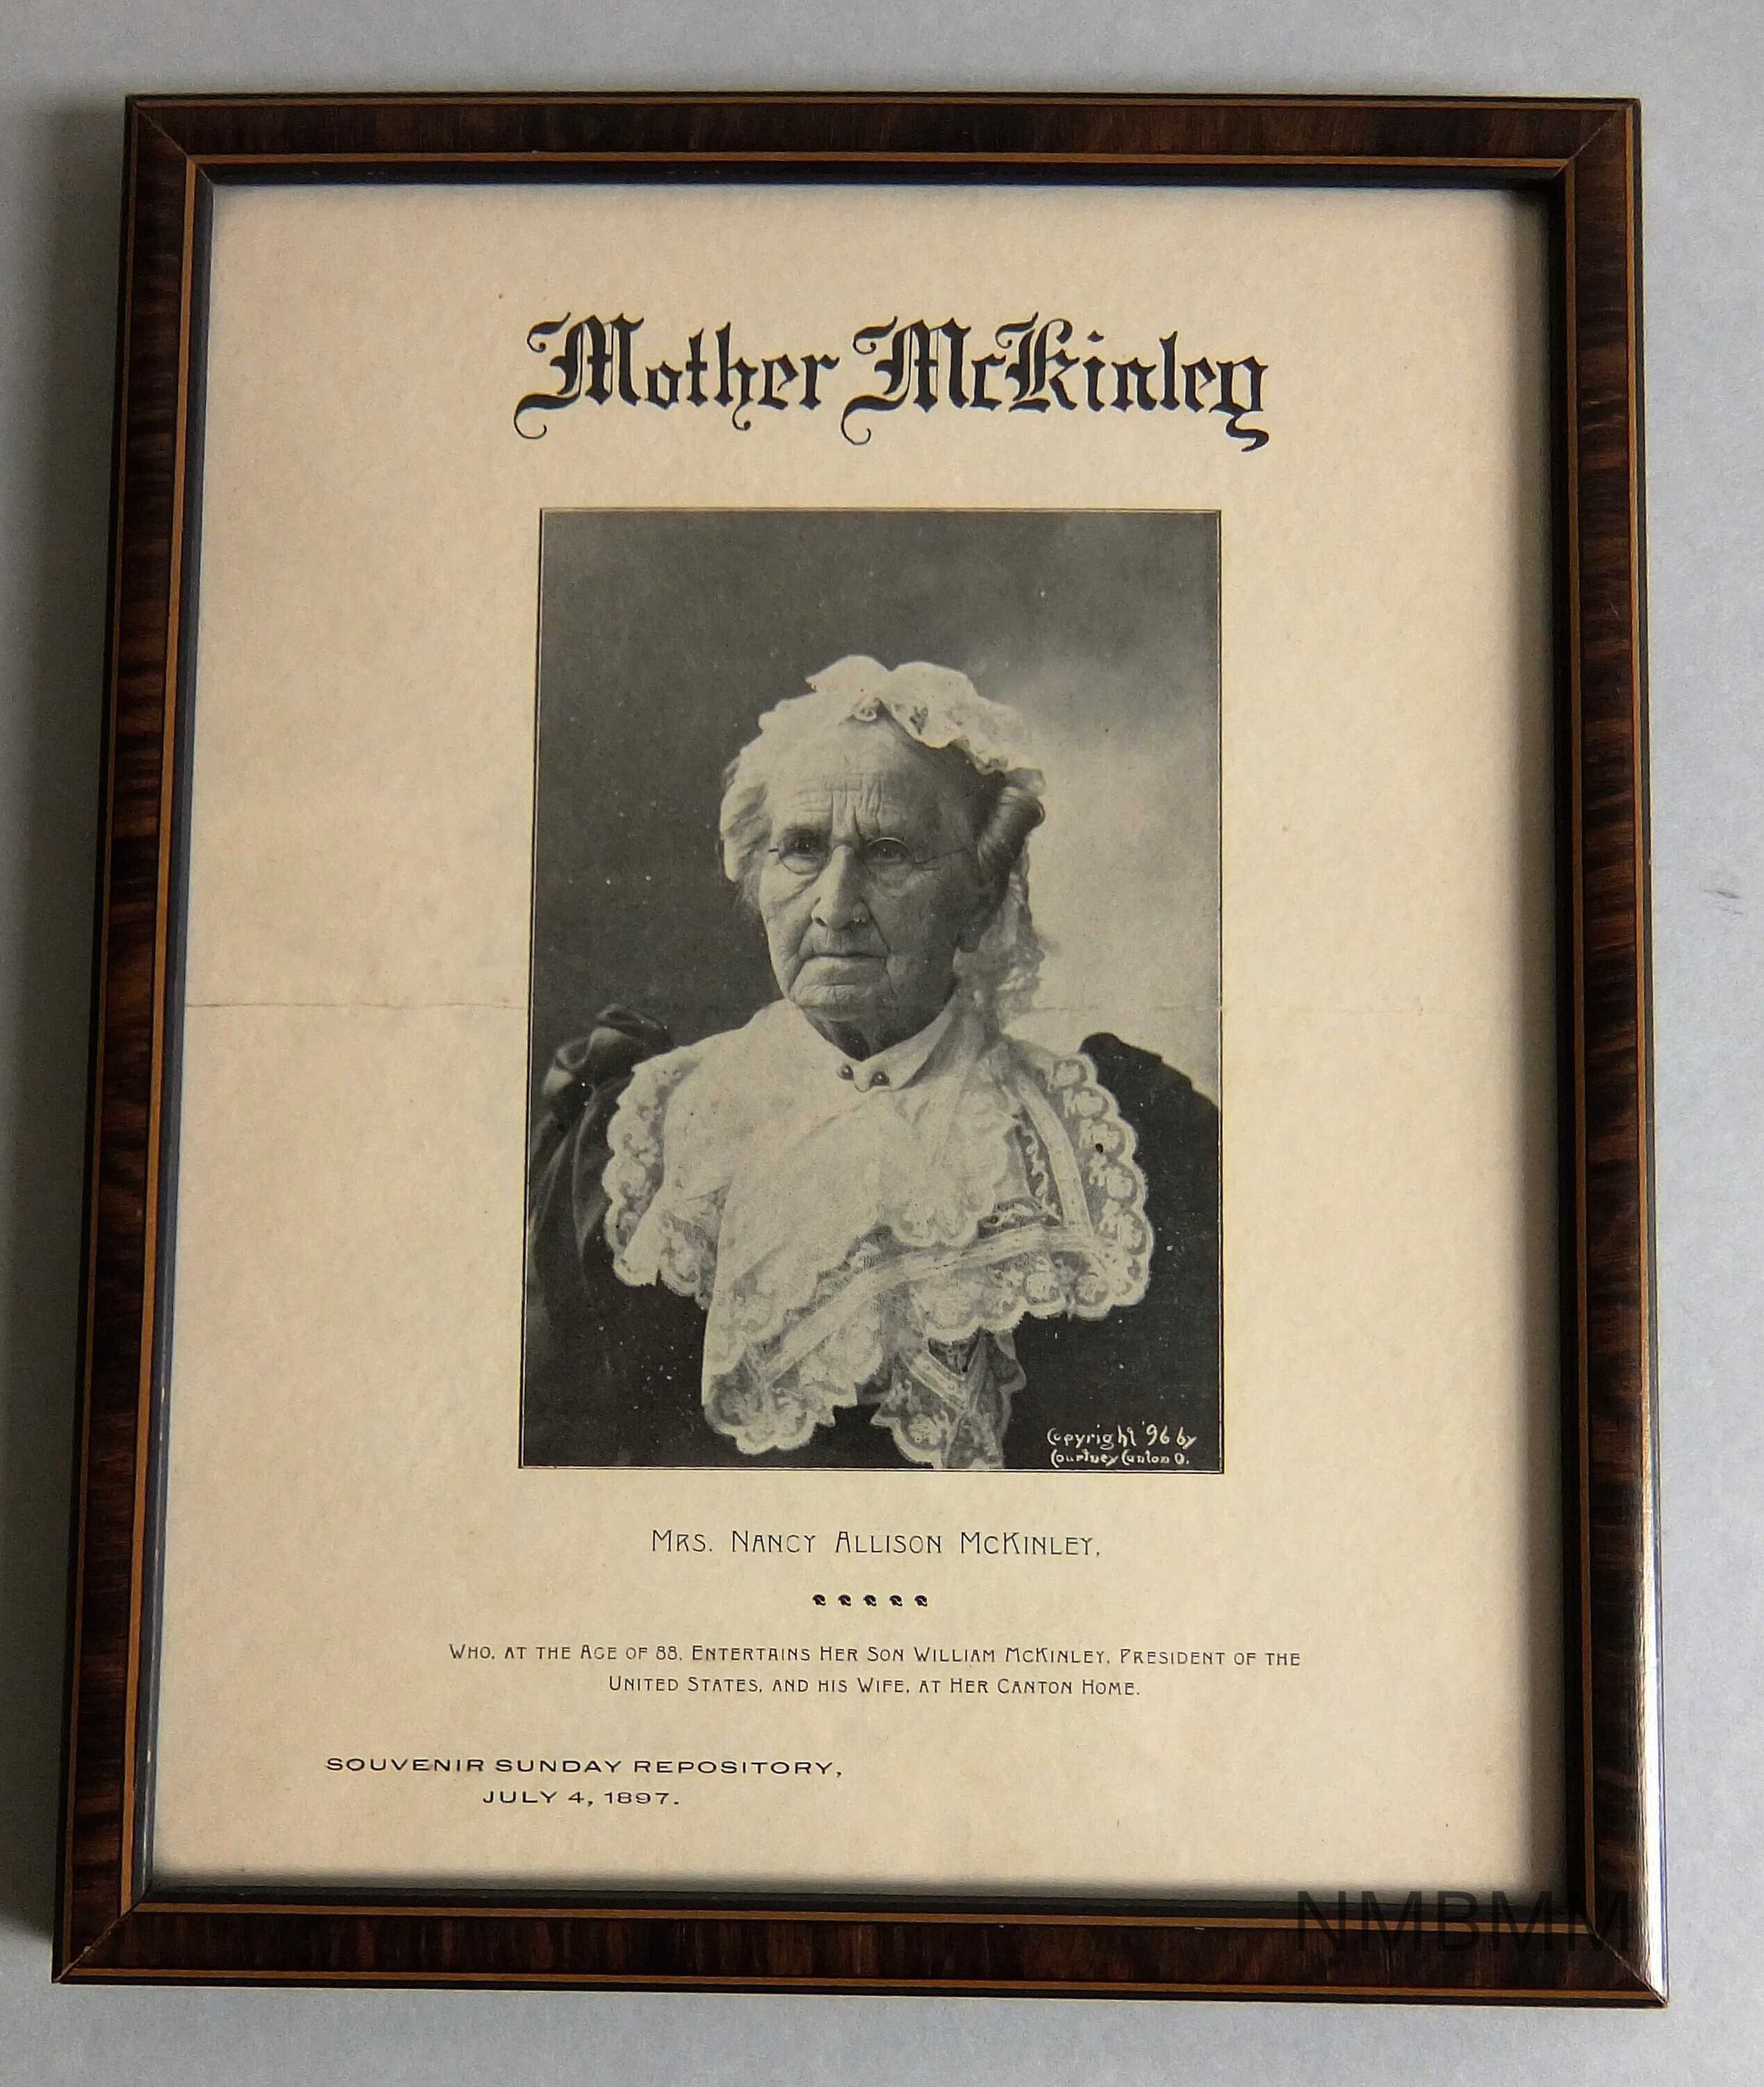 Mother McKinley
Copyright '96 by
Courtney Canton O.
MRS. NANCY ALLISON MCKINLEY,
WHO, AT THE AGE OF 88, ENTERTAINS HER SON WILLIAM MCKINLEY, PRESIDENT OF THE
UNITED STATES, AND HIS WIFE, AT HER CANTON HOME.
SOUVENIR SUNDAY REPOSITORY,
JULY 4, 1897.
NMBMM